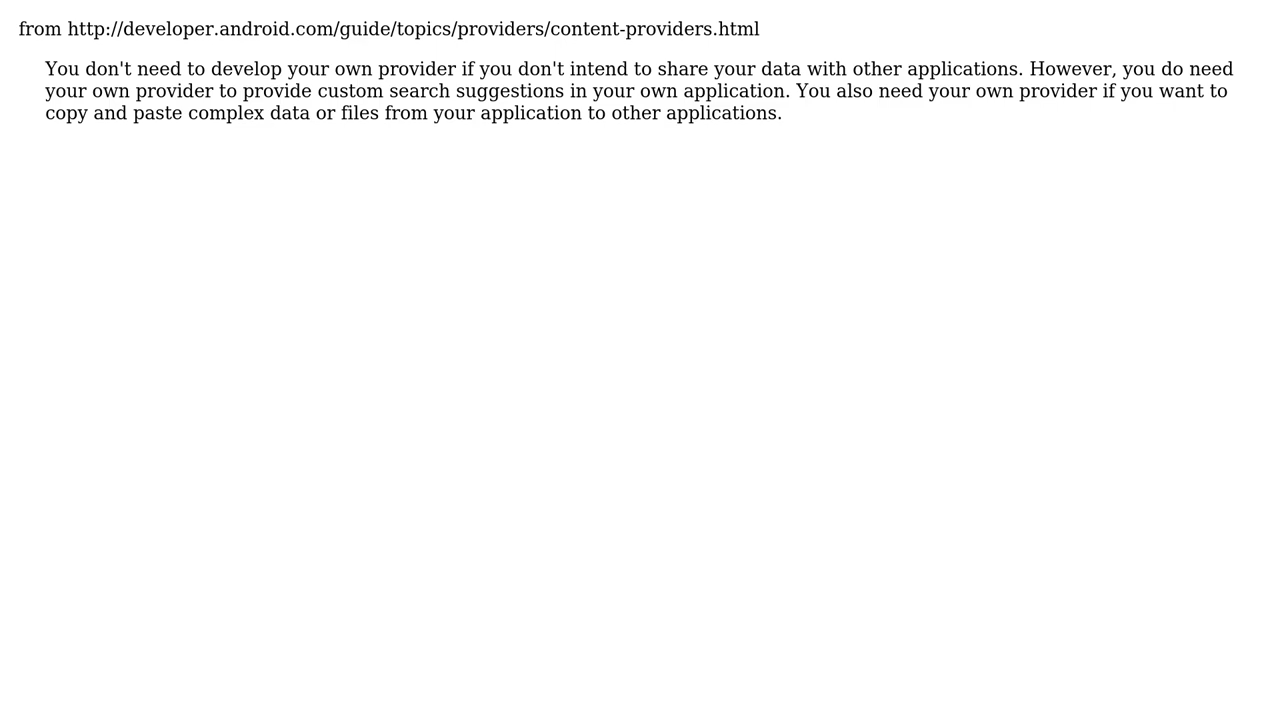 from http://developer.android.com/guide/topics/providers/content-providers.html
You don't need to develop your own provider if you don't intend to share your data with other applications. However, you do need
your own provider to provide custom search suggestions in your own application. You also need your own provider if you want to
copy and paste complex data or files from your application to other applications.